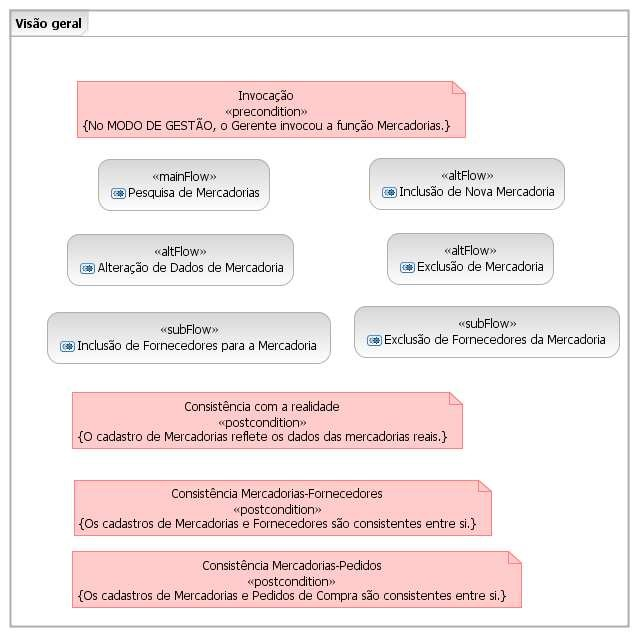 Visão geral
Invocação
«precondition»
{No MODO DE GESTÃO, o Gerente invocou a função Mercadorias.}
«mainFlow»
Pesquisa de Mercadorias
«altFlow»
Inclusão de Nova Mercadoria
«altFlow»
Alteração de Dados de Mercadoria
«altFlow»
Exclusão de Mercadoria
«subFlow»
Inclusão de Fornecedores para a Mercadoria
«subFlow»
Exclusão de Fornecedores da Mercadoria
Consistência com a realidade
«postcondition»
{O cadastro de Mercadorias reflete os dados das mercadorias reais.}
Consistência Mercadorias-Fornecedores
«postcondition»
{Os cadastros de Mercadorias e Fornecedores são consistentes entre si.}
Consistência Mercadorias-Pedidos
«postcondition»
{Os cadastros de Mercadorias e Pedidos de Compra são consistentes entre si.}